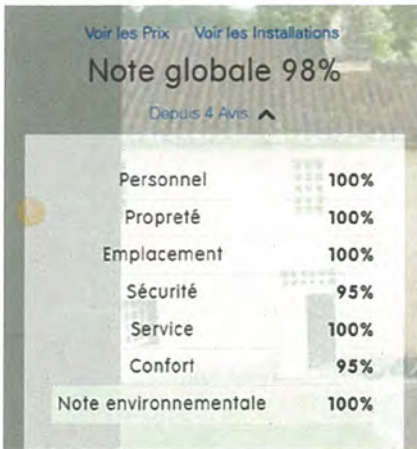 Voir les Prix Voir les Installations
Note globale 98%
Depuis 4 Avis
Personnel 100%
Propreté 100%
Emplacement 100%
Sécurité 95%
Service 100%
Confort 95%
Note environnementale 100%